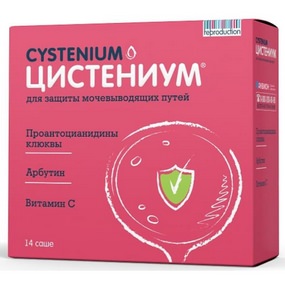 reproduction
CYSTENIUM
ЦИСТЕНИУМ®
для защиты мочевыводящих путей
Проантоцианидины
клюквы
Арбутин
Витамин С
14 саше